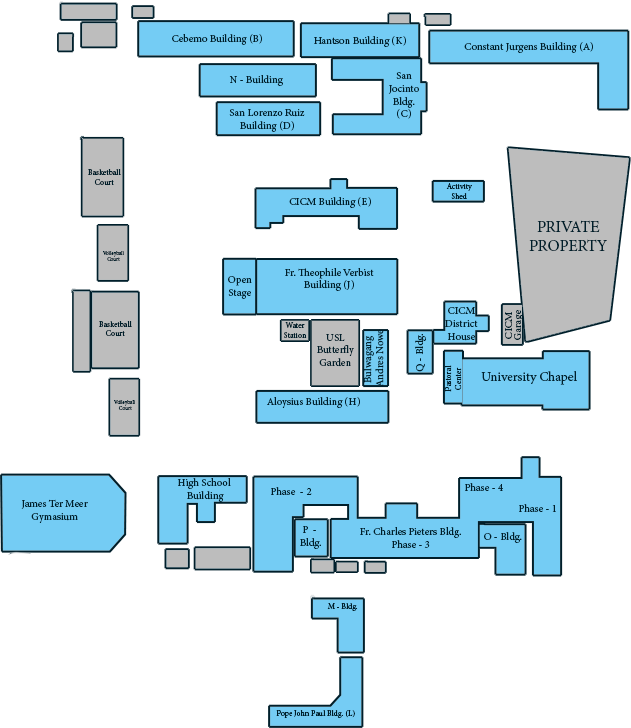 Cebemo Building (B)
Hantson Building (K)
Constant Jurgens Building (A)
N - Building
San
Jocinto
Bldg.
(C)
San Lorenzo Ruiz
Building (D)
Basketball
Court
Activity
Shed
CICM Building (E)
PRIVATE
PROPERTY
Volleyball
Court
Open
Stage
Fr. Theophile Verbist
Building (J)
Basketball
Court
Water
Station
USL
Butterfly
Garden
Bulwagang
Andres Nowe
Q - Bldg.
CICM
District
House
CICM
Garage
Pastoral
Center
University Chapel
Volleyball
Court
Aloysius Building (H)
James Ter Meer
Gymasium
High School
Building
Phase - 2
Phase - 4
Phase - 1
P -
Bldg.
Fr. Charles Pieters Bldg.
Phase - 3
O - Bldg.
M - Bldg.
Pope John Paul Bldg. (L)